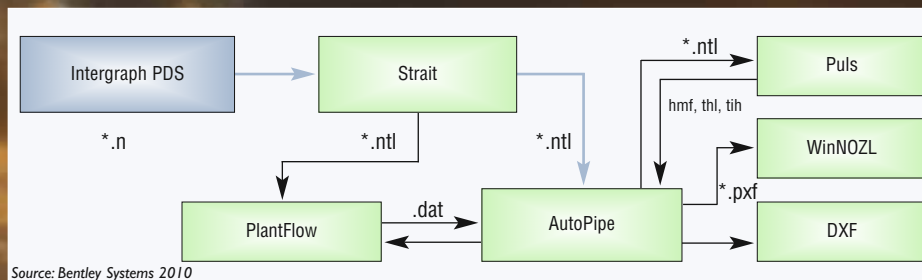 Intergraph PDS
Strait
*.ntl
Puls
hmf, thl, tih
*.n
*.ntl
*.ntl
WinNOZL
*.pxf
PlantFlow
.dat
AutoPipe
DXF
Source: Bentley Systems 2010